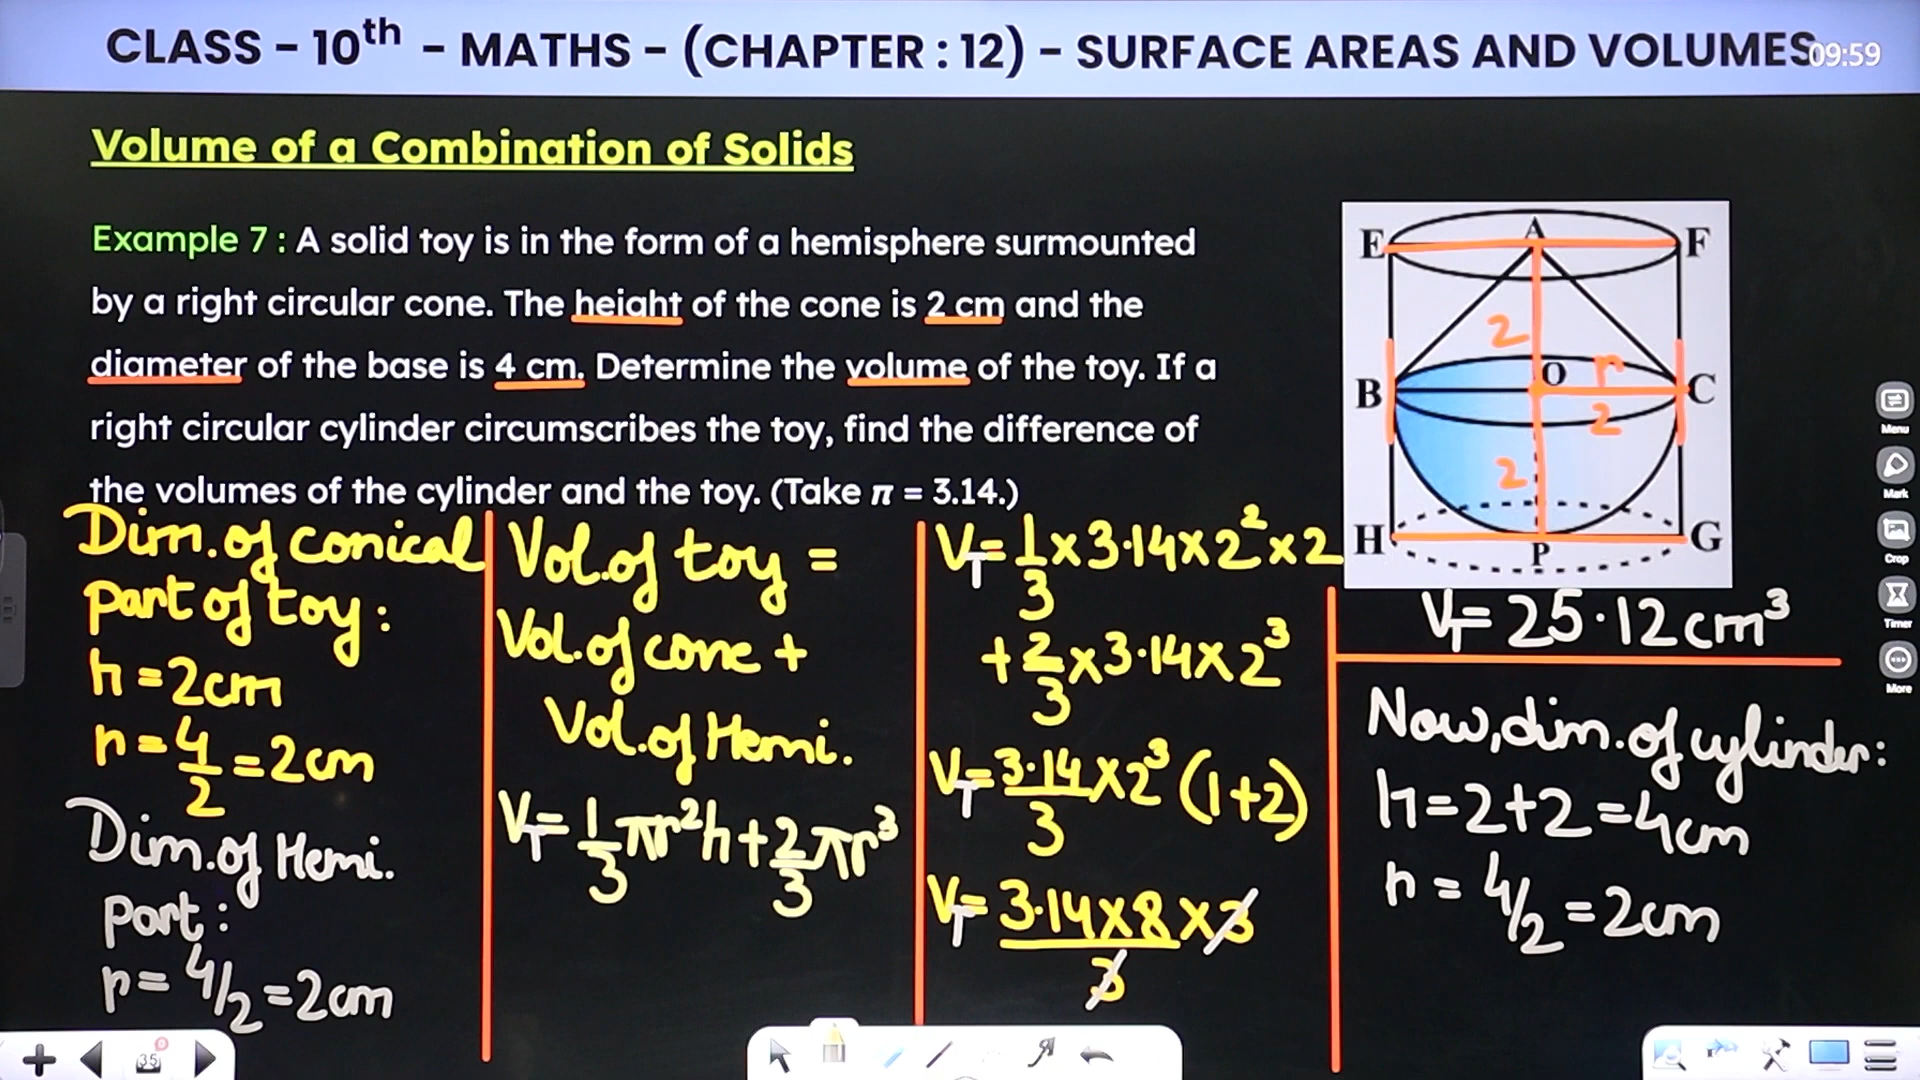 CLASS - 10th - MATHS - (CHAPTER : 12) - SURFACE AREAS AND VOLUMES
09:59
Volume of a Combination of Solids
Example 7 : A solid toy is in the form of a hemisphere surmounted
by a right circular cone. The height of the cone is 2 cm and the
diameter of the base is 4 cm. Determine the volume of the toy. If a
right circular cylinder circumscribes the toy, find the difference of
the volumes of the cylinder and the toy. (Take π = 3.14.)
E A F
2
B O r C
2
2
H P G
Dim. of conical
part of toy :
h = 2cm
r = 4/2 = 2cm
Dim. of Hemi.
part :
r = 4/2 = 2cm
Vol. of toy =
Vol. of cone +
Vol. of Hemi.
VT = 1/3 πr²h + 2/3 πr³
VT = 1/3 × 3.14 × 2² × 2
+ 2/3 × 3.14 × 2³
VT = 3.14/3 × 2³ (1+2)
VT = 3.14 × 8 × 3
3
VT = 25.12 cm³
Now, dim. of cylinder :
h = 2+2 = 4cm
r = 4/2 = 2cm
Menu
Mark
Crop
Timer
More
35